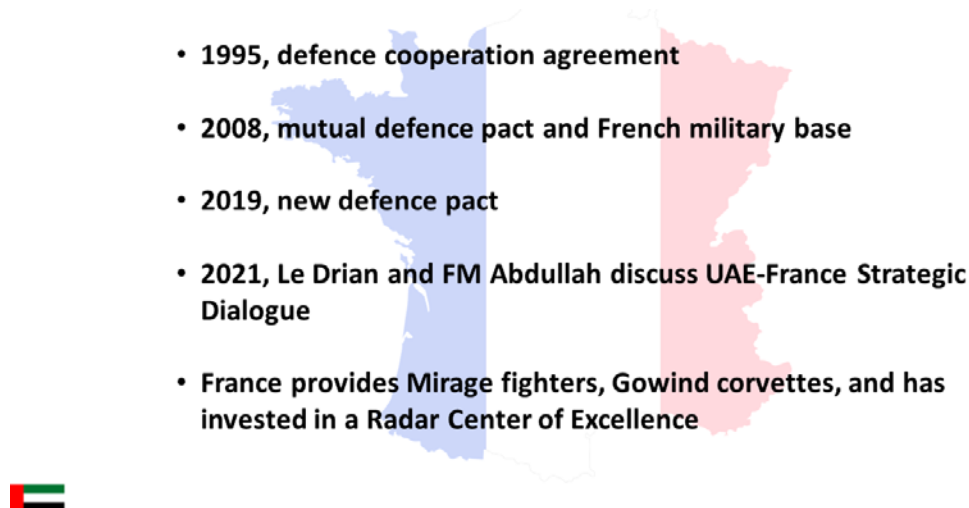 • 1995, defence cooperation agreement
• 2008, mutual defence pact and French military base
• 2019, new defence pact
• 2021, Le Drian and FM Abdullah discuss UAE-France Strategic
Dialogue
• France provides Mirage fighters, Gowind corvettes, and has
invested in a Radar Center of Excellence